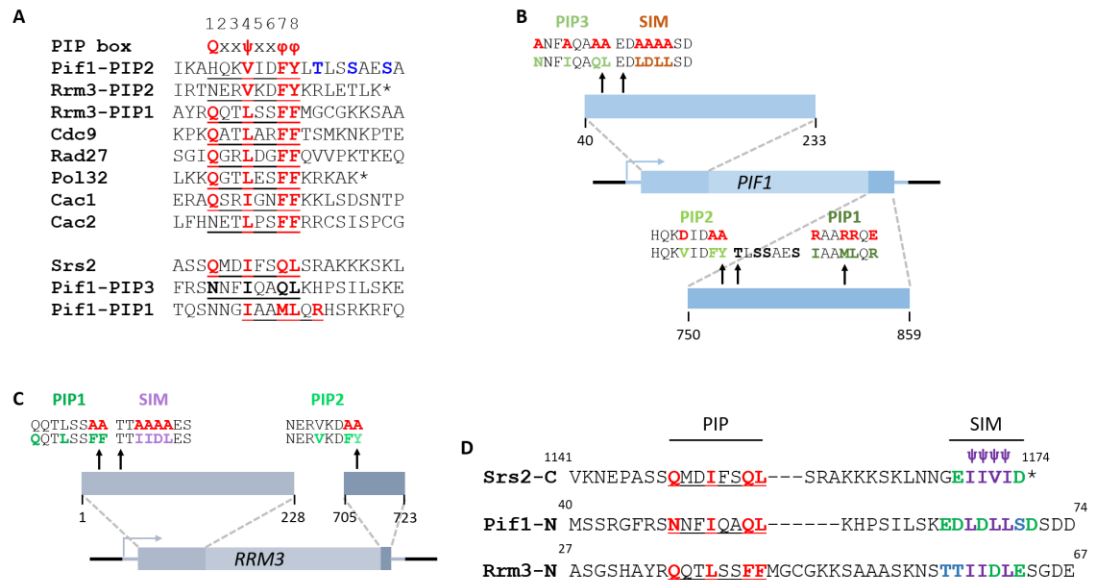 A
12345678
PIP box Qxxψxxφφ
Pif1-PIP2 IKAHQKVIDFYLTLSSAESA
Rrm3-PIP2 IRTNERVKDFYKRLETLK*
Rrm3-PIP1 AYRQQTLSSFFMGCGKKSAA
Cdc9 KPKQATLARFFTSMKNKPTE
Rad27 SGIQGRLDGFFQVVPKTKEQ
Pol32 LKKQGTLESFFKRKAK*
Cac1 ERAQSRIGNFFKKLSDSNTP
Cac2 LFHNETLPSFFRRCSISPCG
Srs2 ASSQMDIFSQLSRAKKKSKL
Pif1-PIP3 FRSNNFIQAQLKHPSILSKE
Pif1-PIP1 TQSNNGIAAMLQRHSRKRFQ
B
PIP3 SIM
ANFAQAAA EDAAAASD
NNFIQAQL EDLDLLSD
40 233
PIF1
PIP2 PIP1
HQKDIDAA RAARRQE
HQKVIDFY TLSSAES IAAMLQR
750 859
C
PIP1 SIM PIP2
QQTLSSAA TTAAAAES NERVKDAA
QQTLSSFF TTIIDLES NERVKDFY
1 228 705 723
RRM3
D
PIP SIM
1141 ψψψψ 1174
Srs2-C VKNEPASSQMDIFSQL---SRAKKKSKLNNGEIIVID*
40 74
Pif1-N MSSRGFRSNNFIQAQL------KHPSILSKEDLDLLSDSDD
27 67
Rrm3-N ASGSHAYRQQTLSSFFMGCGKKSAAASKNSTTIIDLESGDE